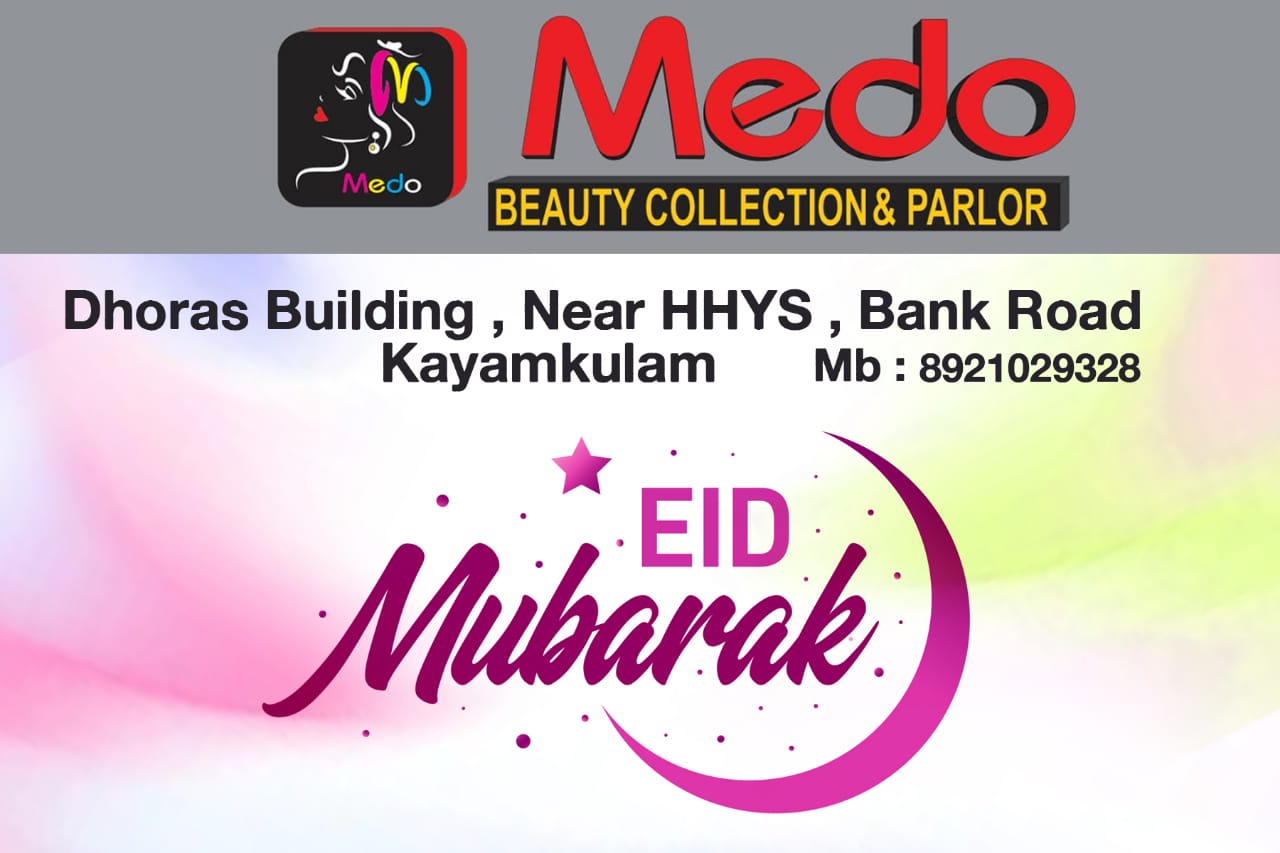 Medo
Medo
BEAUTY COLLECTION & PARLOR
Dhoras Building , Near HHYS , Bank Road
Kayamkulam Mb : 8921029328
EID
Mubarak